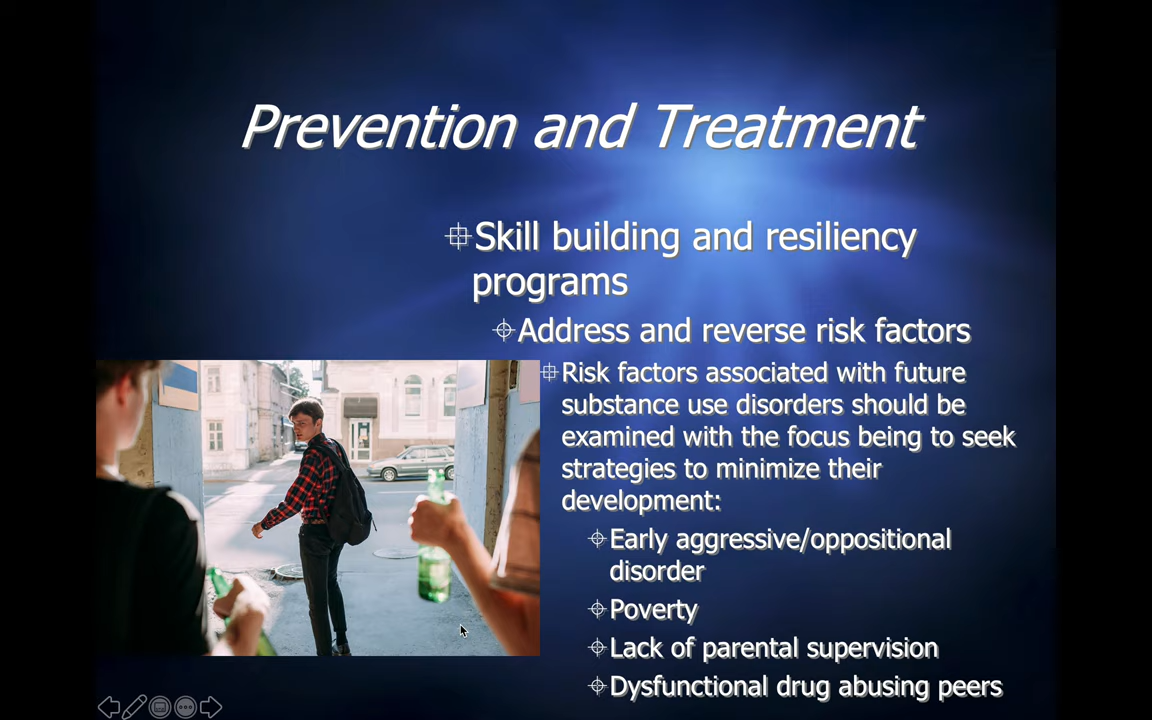 Prevention and Treatment
Skill building and resiliency
programs
Address and reverse risk factors
Risk factors associated with future
substance use disorders should be
examined with the focus being to seek
strategies to minimize their
development:
Early aggressive/oppositional
disorder
Poverty
Lack of parental supervision
Dysfunctional drug abusing peers